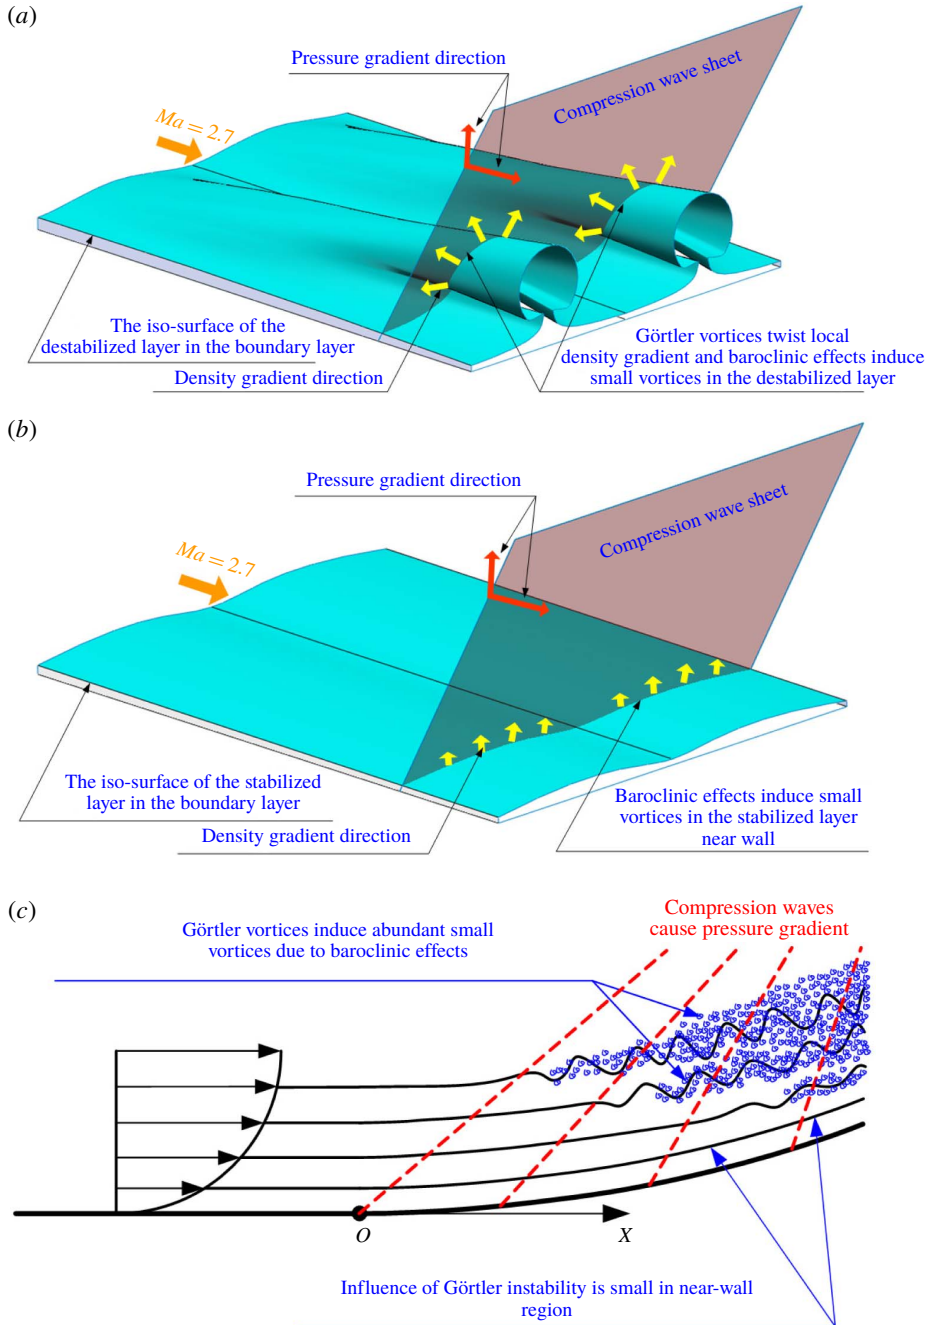 (a)
Pressure gradient direction
Compression wave sheet
Ma = 2.7
The iso-surface of the
destabilized layer in the boundary layer
Density gradient direction
Görtler vortices twist local
density gradient and baroclinic effects induce
small vortices in the destabilized layer
(b)
Pressure gradient direction
Compression wave sheet
Ma = 2.7
The iso-surface of the stabilized
layer in the boundary layer
Density gradient direction
Baroclinic effects induce small
vortices in the stabilized layer
near wall
(c)
Görtler vortices induce abundant small
vortices due to baroclinic effects
Compression waves
cause pressure gradient
O
X
Influence of Görtler instability is small in near-wall
region